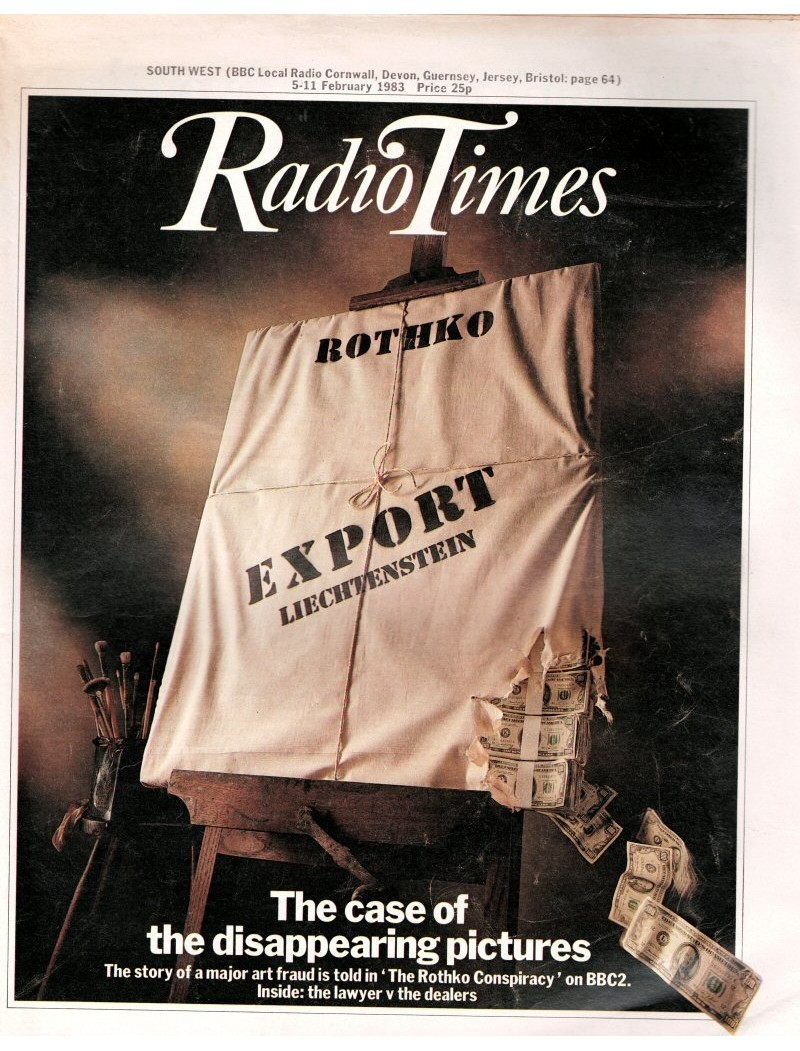 SOUTH WEST (BBC Local Radio Cornwall, Devon, Guernsey, Jersey, Bristol: page 64)
5-11 February 1983 Price 25p
RadioTimes
ROTHKO
EXPORT
LIECHTENSTEIN
The case of
the disappearing pictures
The story of a major art fraud is told in 'The Rothko Conspiracy' on BBC2.
Inside: the lawyer v the dealers